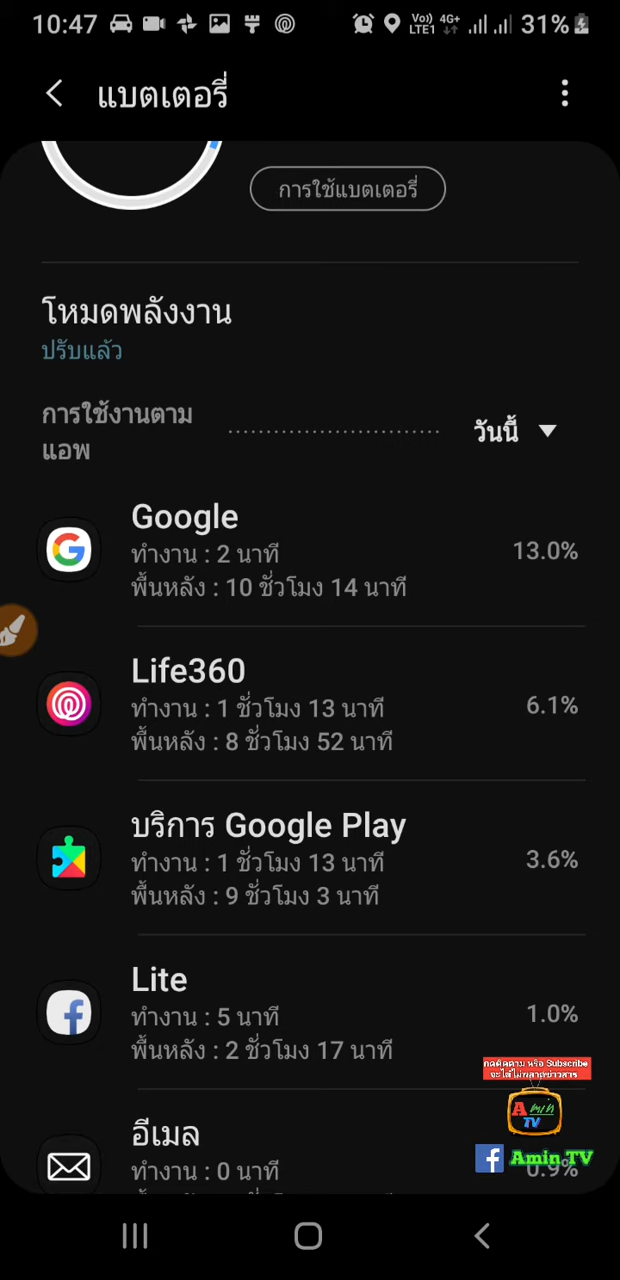 10:47
Vo)) LTE1 4G+ 31%
แบตเตอรี่
การใช้แบตเตอรี่
โหมดพลังงาน
ปรับแล้ว
การใช้งานตาม
แอพ
วันนี้
Google
ทำงาน : 2 นาที
พื้นหลัง : 10 ชั่วโมง 14 นาที
13.0%
Life360
ทำงาน : 1 ชั่วโมง 13 นาที
พื้นหลัง : 8 ชั่วโมง 52 นาที
6.1%
บริการ Google Play
ทำงาน : 1 ชั่วโมง 13 นาที
พื้นหลัง : 9 ชั่วโมง 3 นาที
3.6%
Lite
ทำงาน : 5 นาที
พื้นหลัง : 2 ชั่วโมง 17 นาที
1.0%
กดติดตาม หรือ Subscribe
จะได้ไม่พลาดข่าวสาร
Amin
TV
Amin TV
อีเมล
ทำงาน : 0 นาที
0.9%